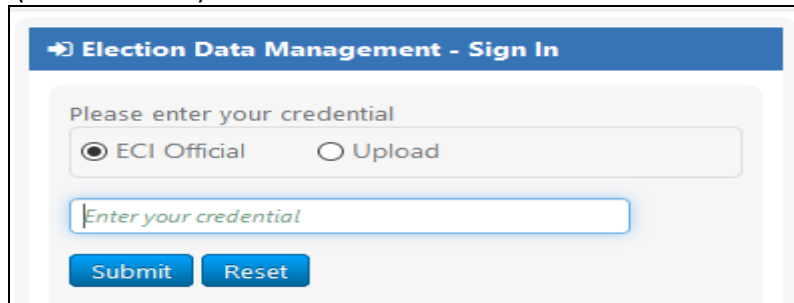 Election Data Management - Sign In
Please enter your credential
ECI Official Upload
Enter your credential
Submit Reset